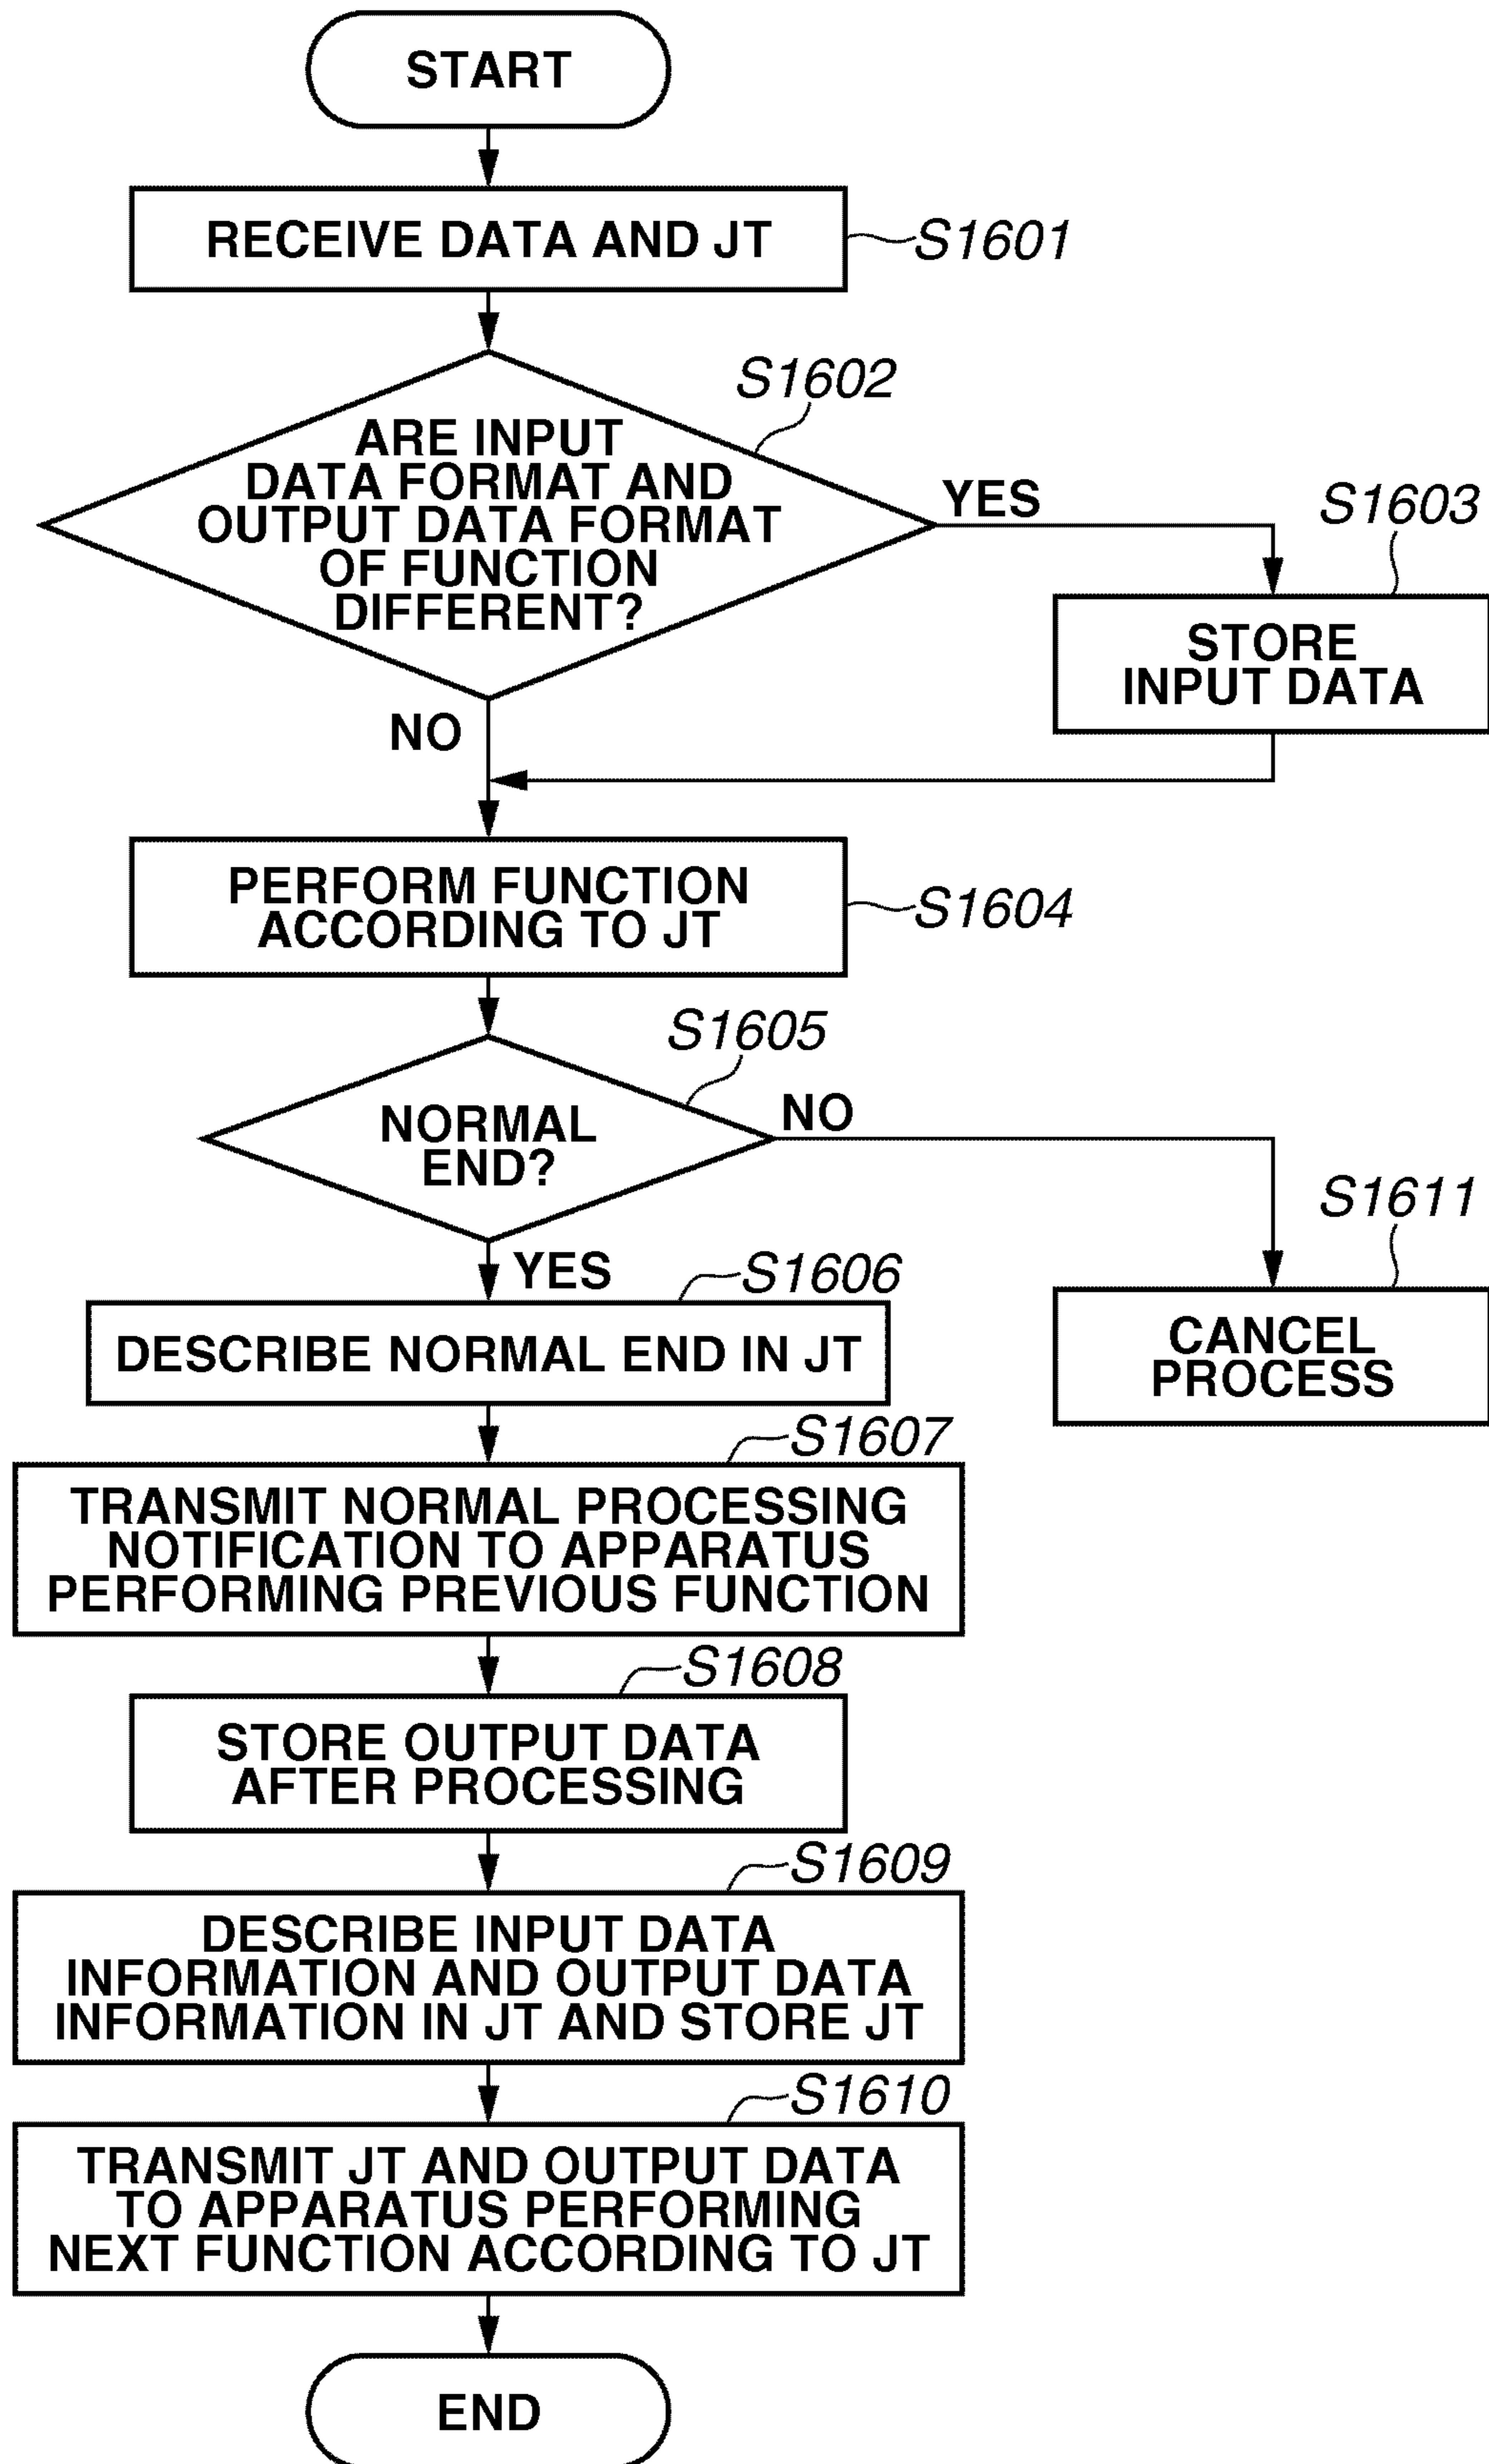 START
RECEIVE DATA AND JT
S1601
S1602
ARE INPUT
DATA FORMAT AND
OUTPUT DATA FORMAT
OF FUNCTION
DIFFERENT?
YES
S1603
STORE
INPUT DATA
NO
PERFORM FUNCTION
ACCORDING TO JT
S1604
S1605
NORMAL
END?
NO
S1611
CANCEL
PROCESS
YES
S1606
DESCRIBE NORMAL END IN JT
S1607
TRANSMIT NORMAL PROCESSING
NOTIFICATION TO APPARATUS
PERFORMING PREVIOUS FUNCTION
S1608
STORE OUTPUT DATA
AFTER PROCESSING
S1609
DESCRIBE INPUT DATA
INFORMATION AND OUTPUT DATA
INFORMATION IN JT AND STORE JT
S1610
TRANSMIT JT AND OUTPUT DATA
TO APPARATUS PERFORMING
NEXT FUNCTION ACCORDING TO JT
END